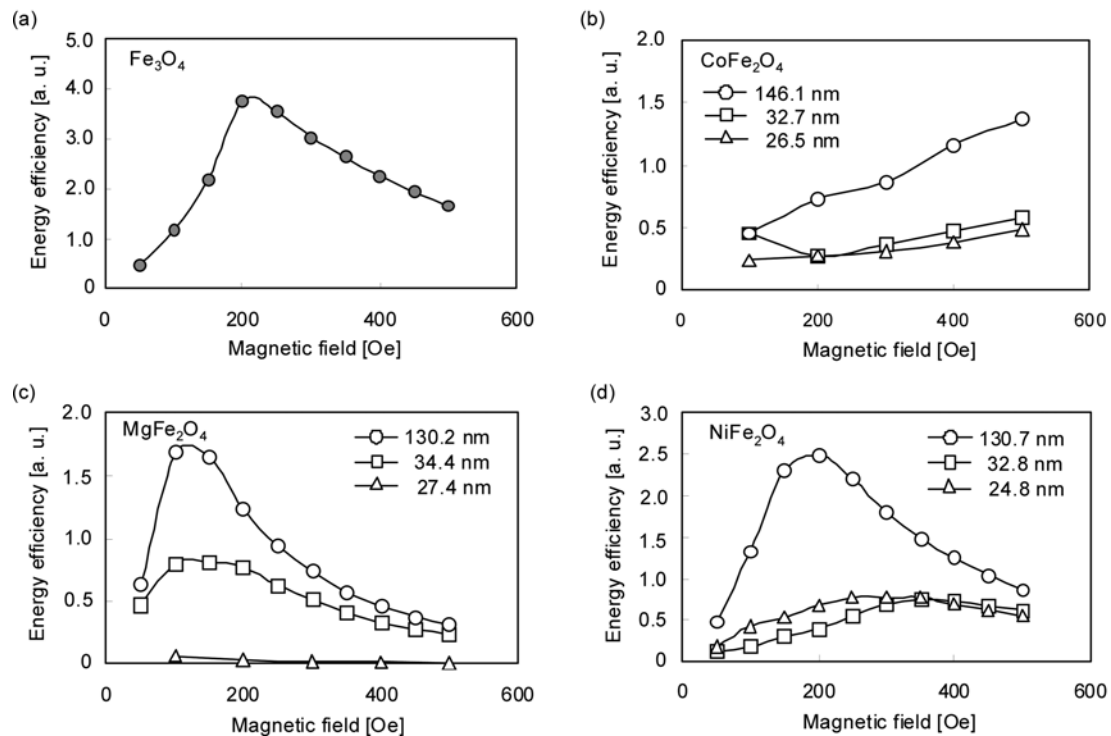 (a)
Fe₃O₄
Energy efficiency [a. u.]
5.0
4.0
3.0
2.0
1.0
0
0 200 400 600
Magnetic field [Oe]
(b)
CoFe₂O₄
146.1 nm
32.7 nm
26.5 nm
Energy efficiency [a. u.]
2.0
1.5
1.0
0.5
0
0 200 400 600
Magnetic field [Oe]
(c)
MgFe₂O₄
130.2 nm
34.4 nm
27.4 nm
Energy efficiency [a. u.]
2.0
1.5
1.0
0.5
0
0 200 400 600
Magnetic field [Oe]
(d)
NiFe₂O₄
130.7 nm
32.8 nm
24.8 nm
Energy efficiency [a. u.]
3.0
2.5
2.0
1.5
1.0
0.5
0
0 200 400 600
Magnetic field [Oe]